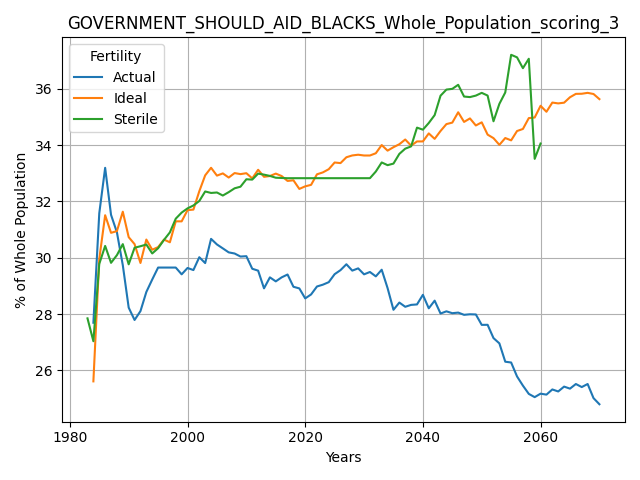 GOVERNMENT_SHOULD_AID_BLACKS_Whole_Population_scoring_3
Fertility
Actual
Ideal
Sterile
% of Whole Population
36
34
32
30
28
26
1980
2000
2020
2040
2060
Years